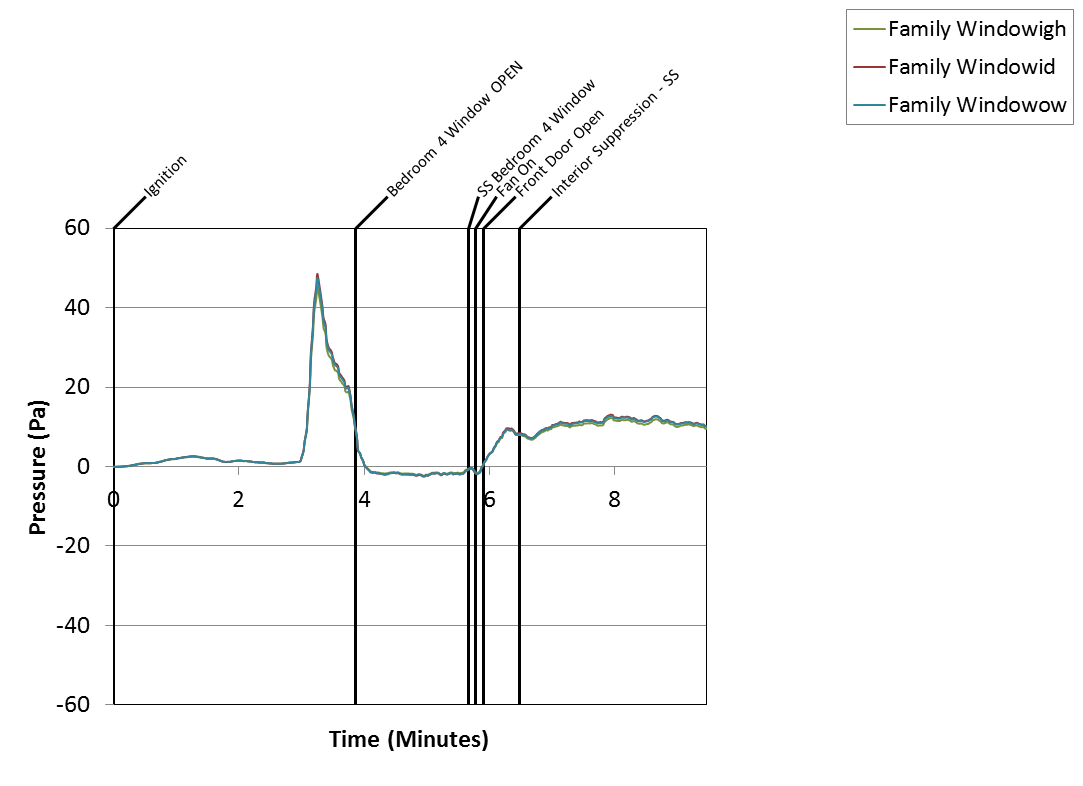 Family Windowigh
Family Windowid
Family Windowow
Ignition
Bedroom 4 Window OPEN
SS Bedroom 4 Window
Fan On
Front Door Open
Interior Suppression - SS
60
40
20
0
-20
-40
-60
0
2
4
6
8
Pressure (Pa)
Time (Minutes)